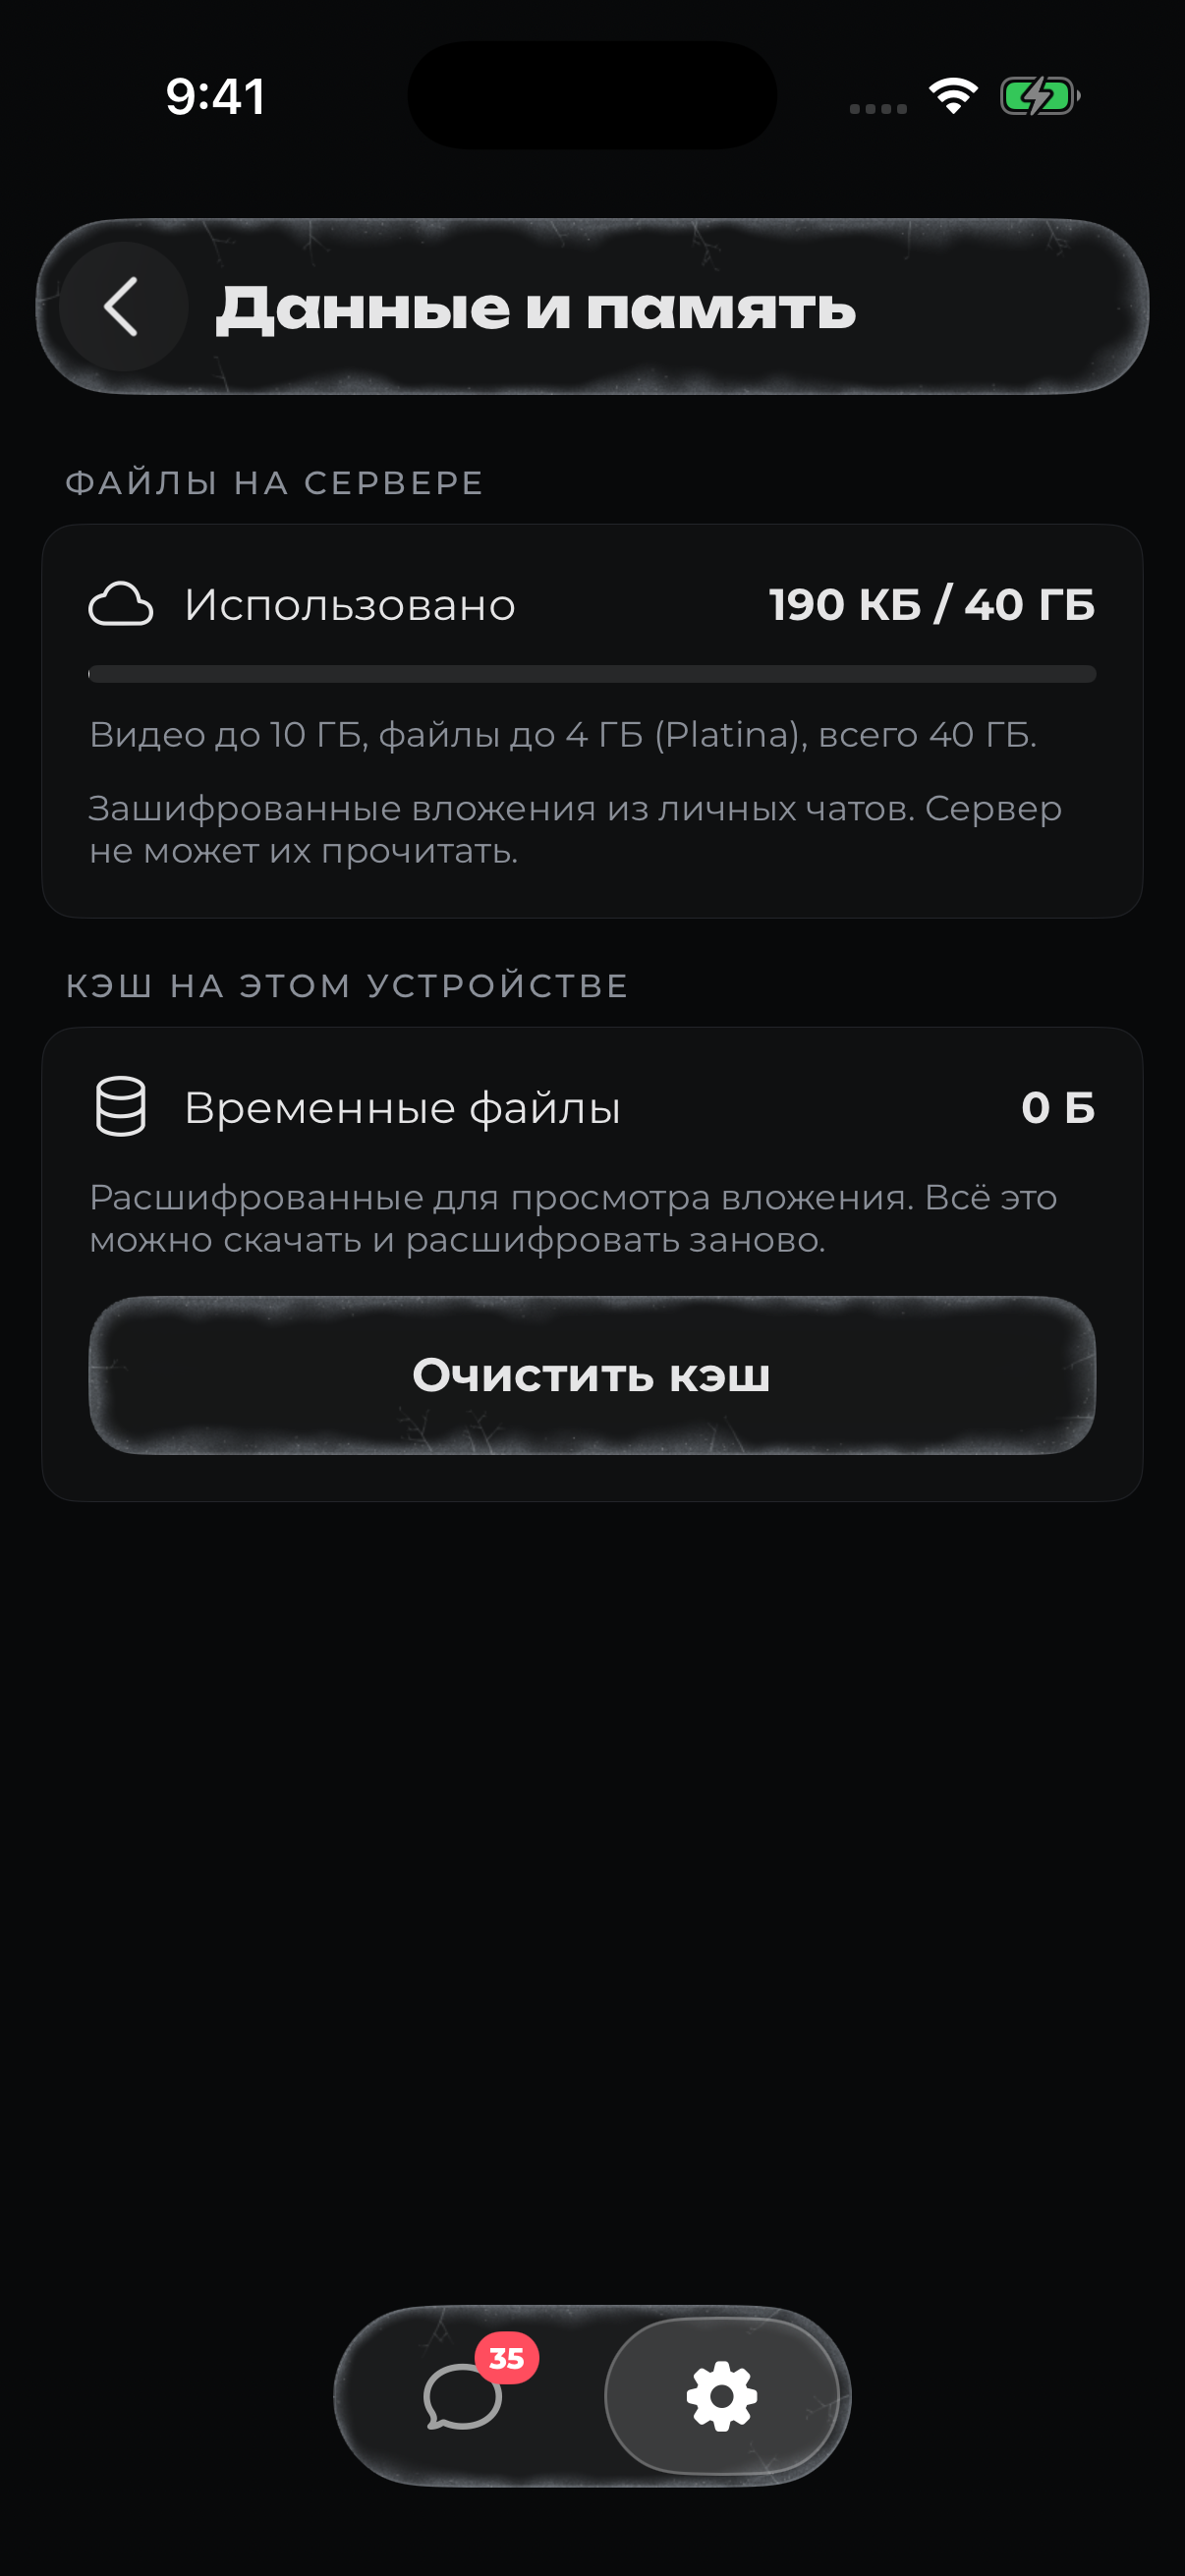 9:41
Данные и память
ФАЙЛЫ НА СЕРВЕРЕ
Использовано 190 КБ / 40 ГБ
Видео до 10 ГБ, файлы до 4 ГБ (Platina), всего 40 ГБ.
Зашифрованные вложения из личных чатов. Сервер
не может их прочитать.
КЭШ НА ЭТОМ УСТРОЙСТВЕ
Временные файлы 0 Б
Расшифрованные для просмотра вложения. Всё это
можно скачать и расшифровать заново.
Очистить кэш
35